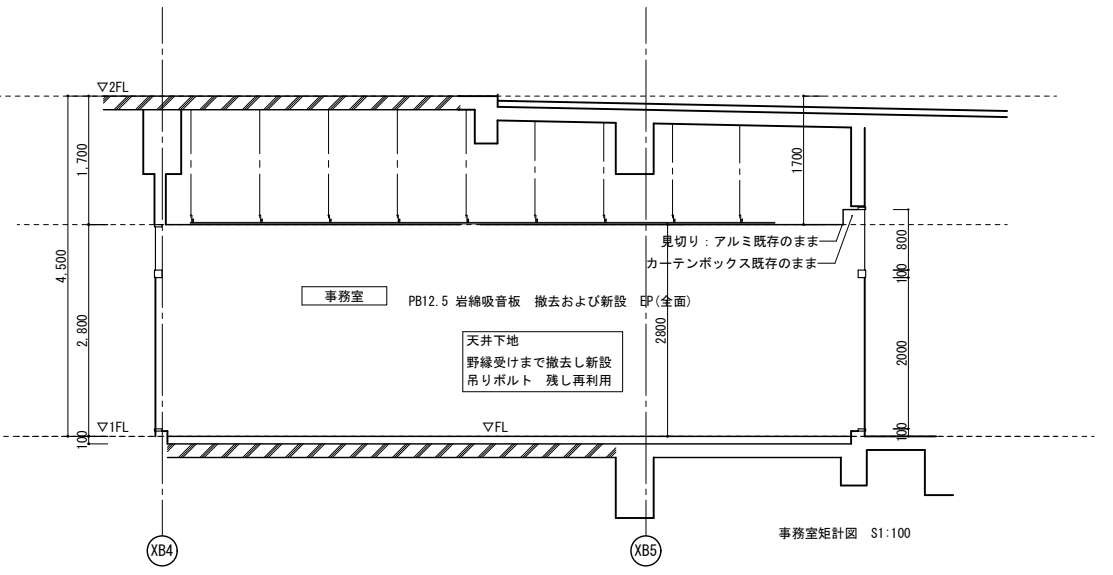 ▽2FL
1,700
1700
4,500
見切り：アルミ既存のまま
カーテンボックス既存のまま
800
100
事務室
PB12.5 岩綿吸音板 撤去および新設 EP(全面)
2,800
2800
天井下地
野縁受けまで撤去し新設
吊りボルト 残し再利用
2000
▽1FL
▽FL
100
100
事務室矩計図 S1:100
XB4
XB5